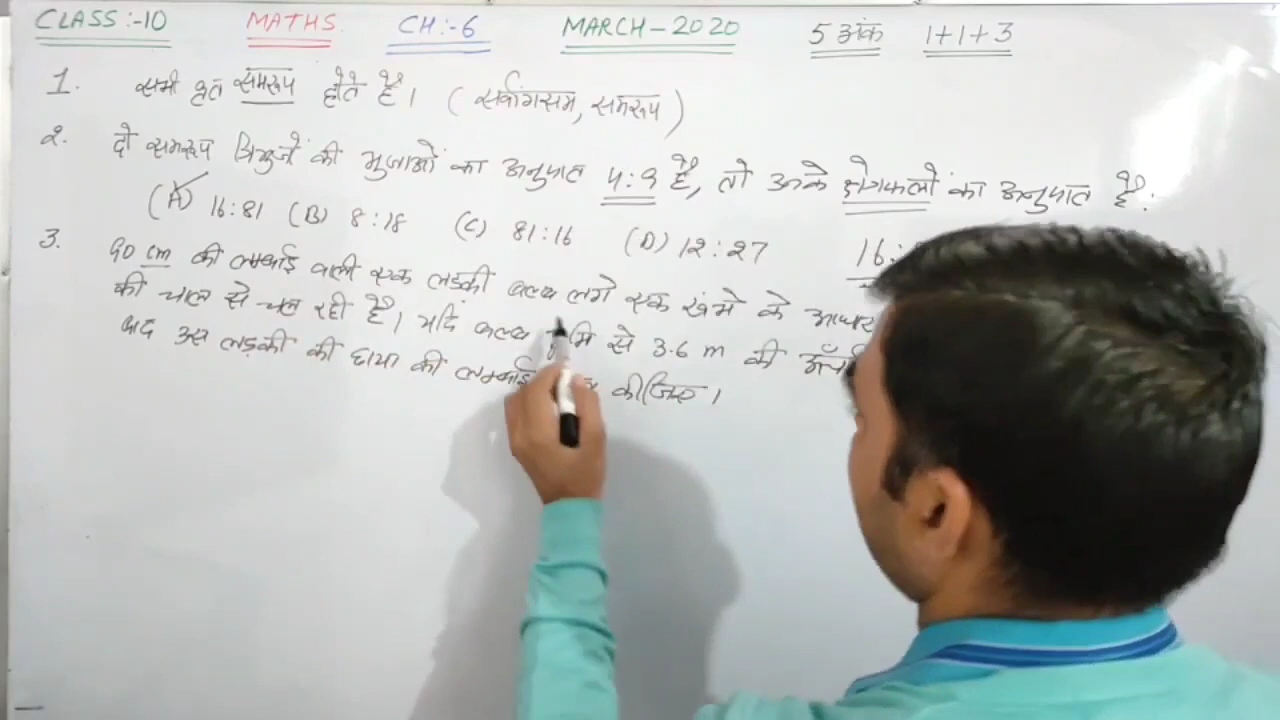 CLASS:-10 MATHS. CH:-6 MARCH-2020 5 अंक 1+1+3
1. सभी वृत समरूप होते हैं। (सर्वांगसम, समरूप)
2. दो समरूप त्रिभुजों की भुजाओं का अनुपात 4:9 है, तो उनके क्षेत्रफलों का अनुपात है:
(A) 16:81 (B) 8:18 (C) 81:16 (D) 12:27 16:
3. 90 cm की लम्बाई वाली एक लड़की बल्ब लगे एक खंभे के आधार
की चाल से चल रही है। यदि बल्ब भूमि से 3.6 m की
बाद उस लड़की की छाया की लम्बाई कीजिए।